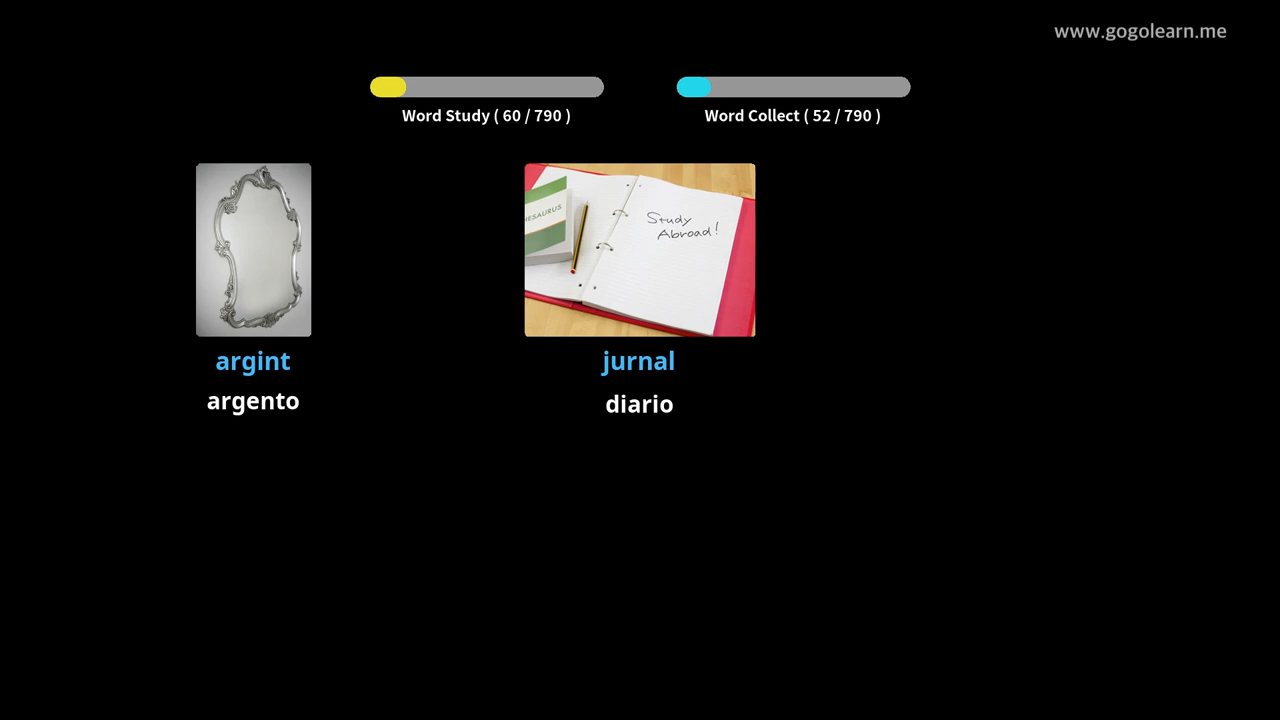 www.gogolearn.me
Word Study ( 60 / 790 )
Word Collect ( 52 / 790 )
HESAURUS
Study
Abroad!
argint
jurnal
argento
diario